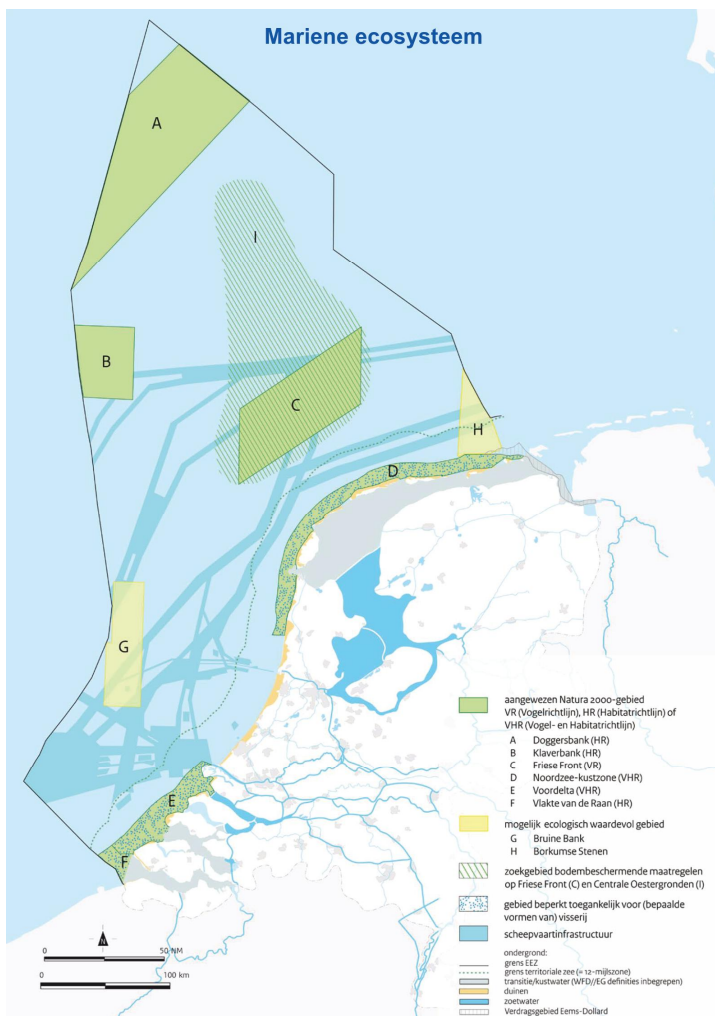 Mariene ecosysteem
A
I
B
C
H
D
G
E
F
aangewezen Natura 2000-gebied
VR (Vogelrichtlijn), HR (Habitatrichtlijn) of
VHR (Vogel- en Habitatrichtlijn)
A Doggersbank (HR)
B Klaverbank (HR)
C Friese Front (VR)
D Noordzee-kustzone (VHR)
E Voordelta (VHR)
F Vlakte van de Raan (HR)
mogelijk ecologisch waardevol gebied
G Bruine Bank
H Borkumse Stenen
zoekgebied bodembeschermende maatregelen
op Friese Front (C) en Centrale Oestergronden (I)
gebied beperkt toegankelijk voor (bepaalde
vormen van) visserij
scheepvaartinfrastructuur
ondergrond:
grens EEZ
grens territoriale zee (= 12-mijlszone)
transitie/kustwater (WFD//EG definities inbegrepen)
duinen
zoetwater
Verdragsgebied Eems-Dollard
N
0 50 NM
0 100 km